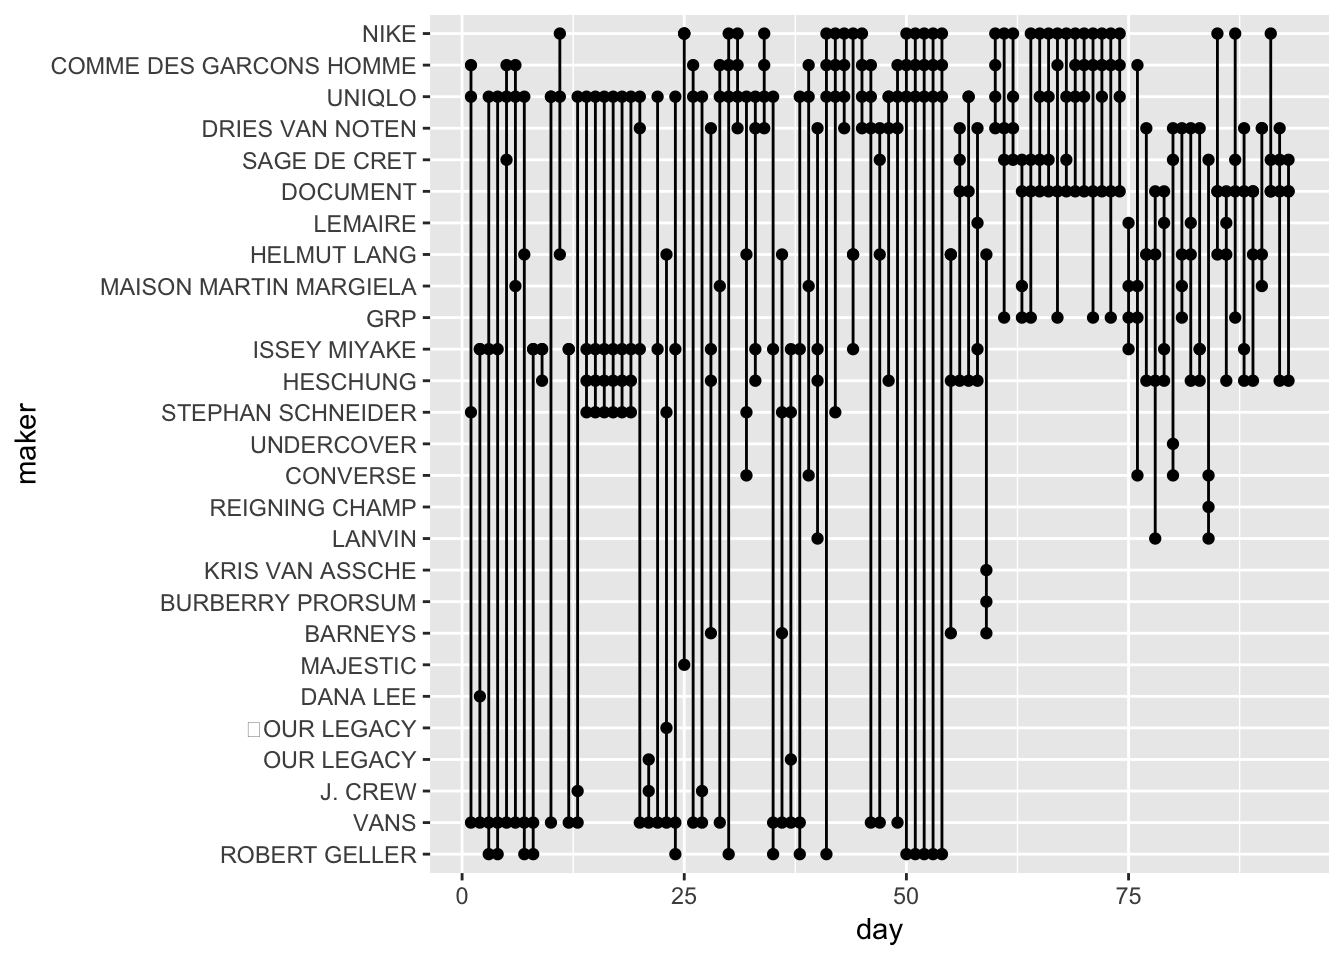 NIKE
COMME DES GARCONS HOMME
UNIQLO
DRIES VAN NOTEN
SAGE DE CRET
DOCUMENT
LEMAIRE
HELMUT LANG
MAISON MARTIN MARGIELA
GRP
ISSEY MIYAKE
HESCHUNG
STEPHAN SCHNEIDER
UNDERCOVER
CONVERSE
REIGNING CHAMP
LANVIN
KRIS VAN ASSCHE
BURBERRY PRORSUM
BARNEYS
MAJESTIC
DANA LEE
OUR LEGACY
OUR LEGACY
J. CREW
VANS
ROBERT GELLER
maker
0 25 50 75
day